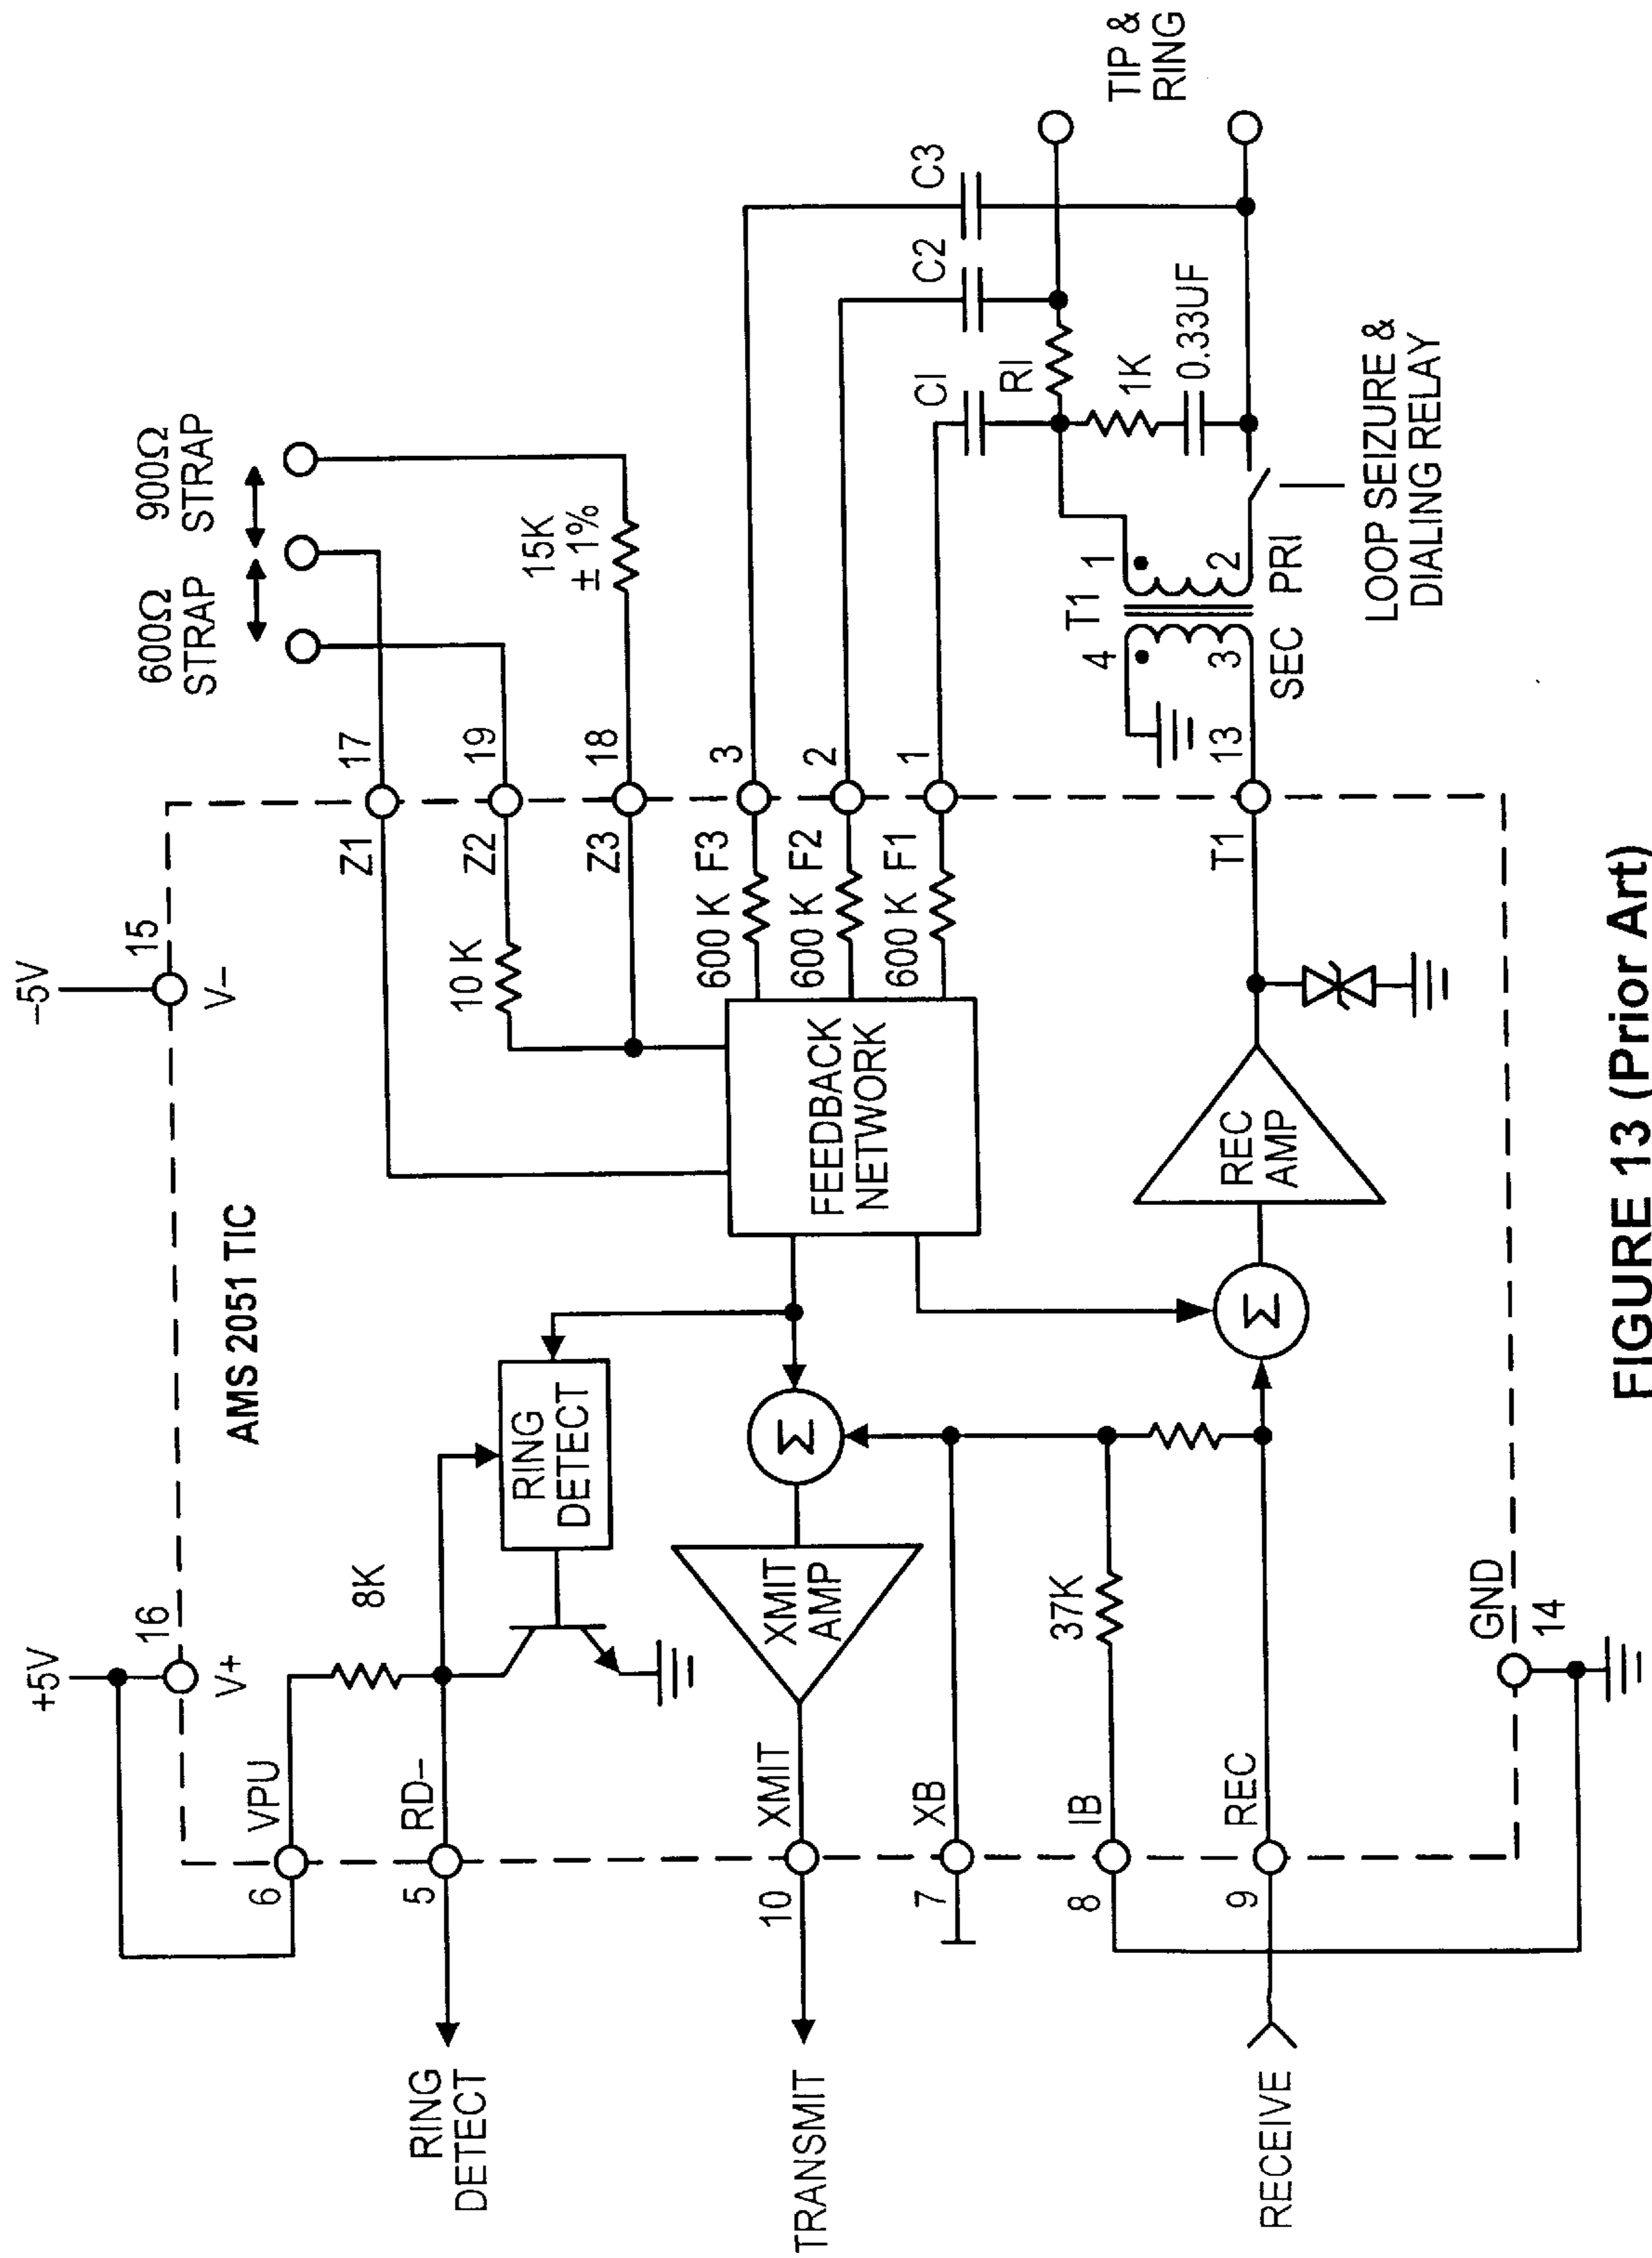 +5V
16
V+
–5V
15
V–
AMS 2051 TIC
600Ω
STRAP
900Ω
STRAP
6
VPU
8K
5
RD–
RING
DETECT
RING
DETECT
Z1
17
10 K
Z2
19
Z3
18
15K
± 1%
TRANSMIT
10
XMIT
XMIT
AMP
Σ
FEEDBACK
NETWORK
600 K F3
3
600 K F2
2
600 K F1
1
C1
C2
C3
RI
1K
0.33UF
TIP &
RING
7
XB
8
IB
37K
RECEIVE
9
REC
Σ
REC
AMP
T1
13
4
T1
1
3
2
SEC PRI
LOOP SEIZURE &
DIALING RELAY
GND
14
FIGURE 13 (Prior Art)